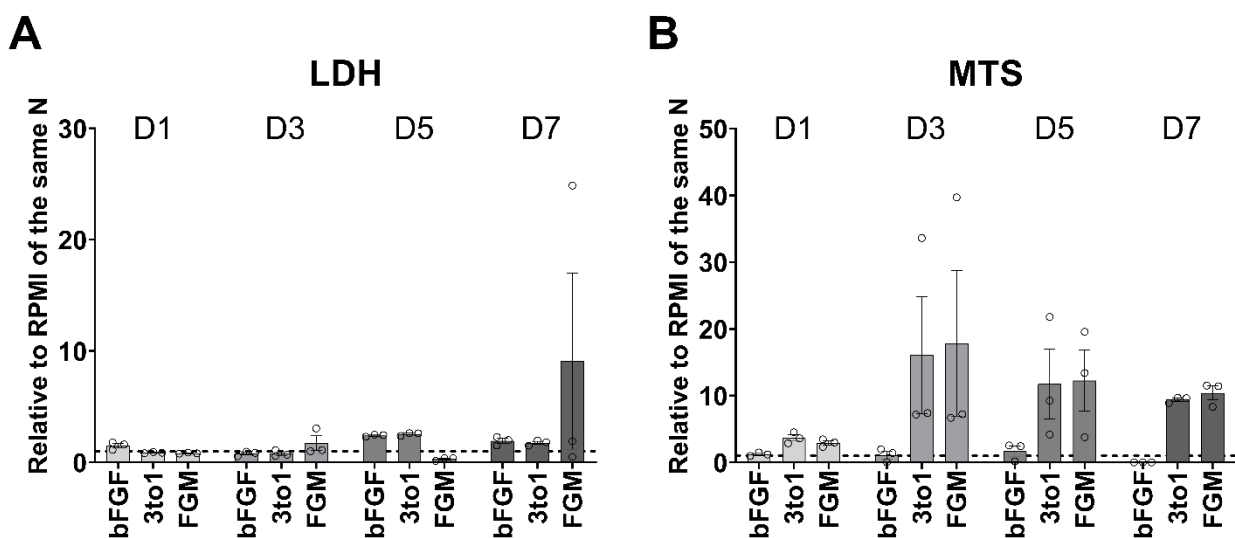 A
LDH
Relative to RPMI of the same N
30
20
10
0
D1 D3 D5 D7
bFGF 3to1 FGM bFGF 3to1 FGM bFGF 3to1 FGM bFGF 3to1 FGM
B
MTS
Relative to RPMI of the same N
50
40
30
20
10
0
D1 D3 D5 D7
bFGF 3to1 FGM bFGF 3to1 FGM bFGF 3to1 FGM bFGF 3to1 FGM